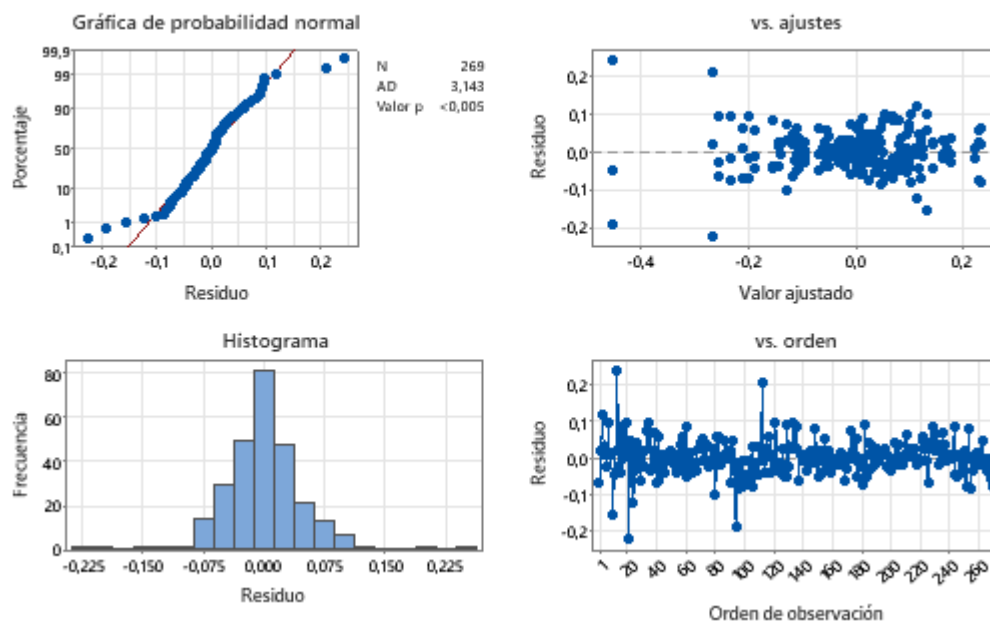 Gráfica de probabilidad normal
99,9
99
90
50
10
1
0,1
Porcentaje
-0,2 -0,1 0,0 0,1 0,2
Residuo
N 269
AD 3,143
Valor p <0,005
vs. ajustes
0,2
0,1
0,0
-0,1
-0,2
Residuo
-0,4 -0,2 0,0 0,2
Valor ajustado
Histograma
80
60
40
20
0
Frecuencia
-0,225 -0,150 -0,075 0,000 0,075 0,150 0,225
Residuo
vs. orden
0,2
0,1
0,0
-0,1
-0,2
Residuo
1 20 40 60 80 100 120 140 160 180 200 220 240 260
Orden de observación